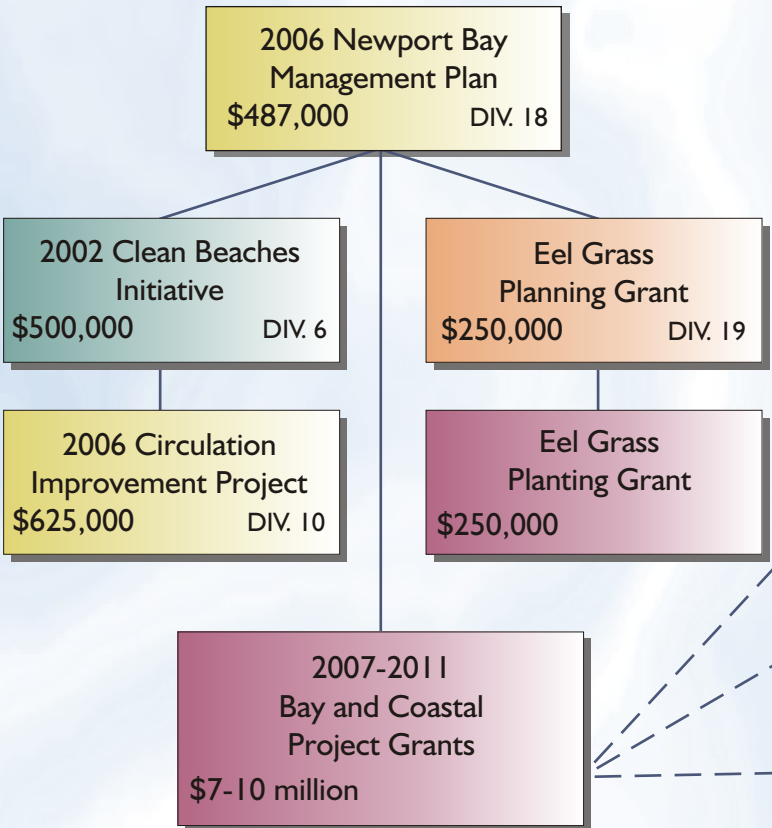 2006 Newport Bay
Management Plan
$487,000 DIV. 18
2002 Clean Beaches
Initiative
$500,000 DIV. 6
Eel Grass
Planning Grant
$250,000 DIV. 19
2006 Circulation
Improvement Project
$625,000 DIV. 10
Eel Grass
Planting Grant
$250,000
2007-2011
Bay and Coastal
Project Grants
$7-10 million